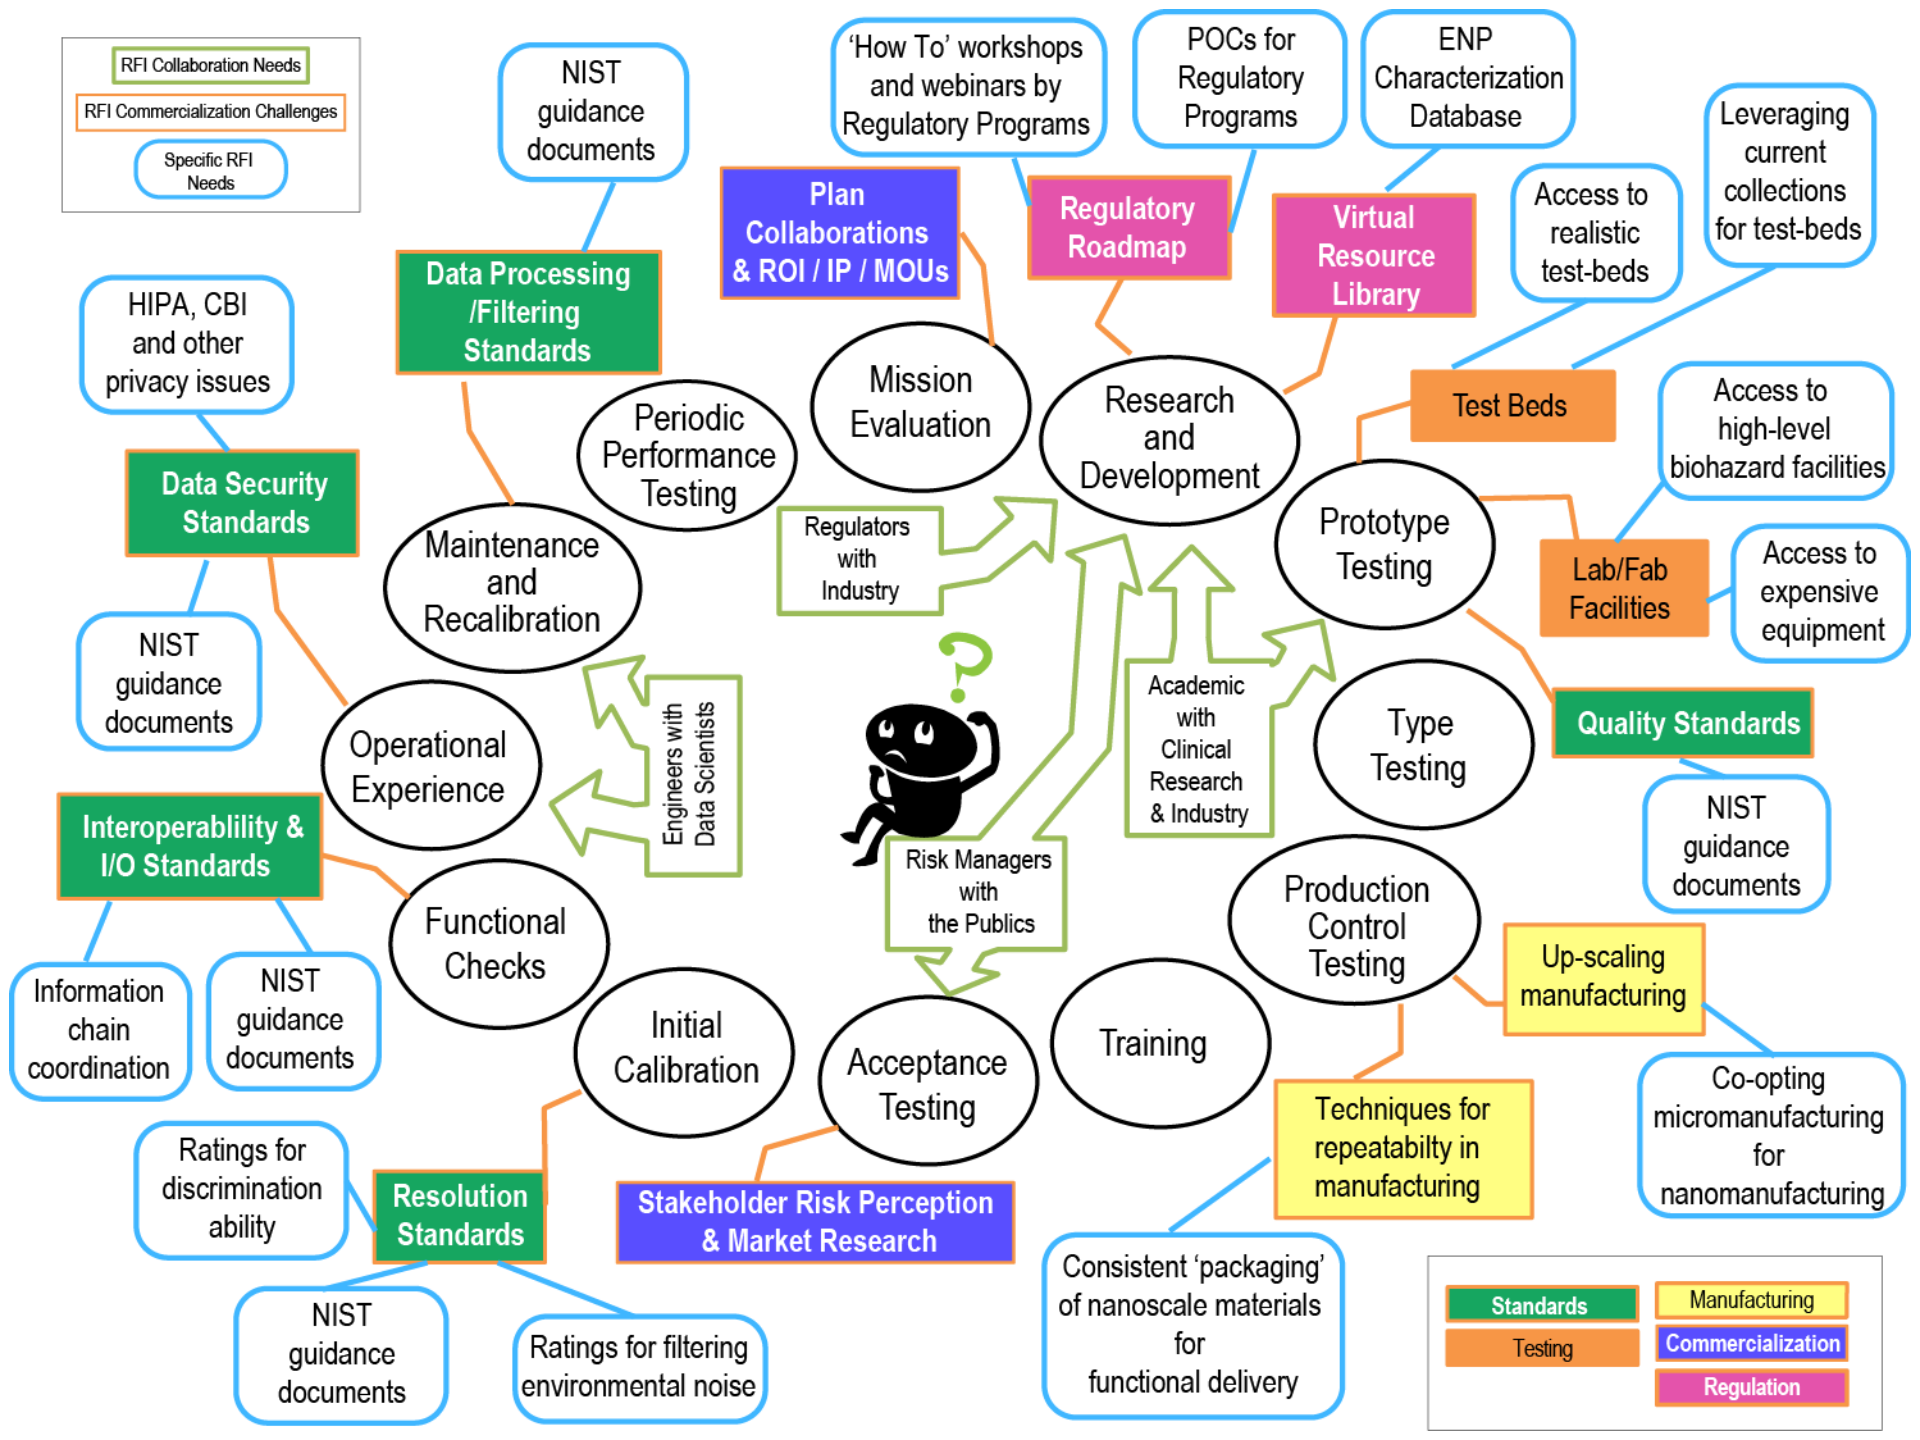 RFI Collaboration Needs
RFI Commercialization Challenges
Specific RFI
Needs
NIST
guidance
documents
‘How To’ workshops
and webinars by
Regulatory Programs
POCs for
Regulatory
Programs
ENP
Characterization
Database
Leveraging
current
collections
for test-beds
Access to
realistic
test-beds
Plan
Collaborations
& ROI / IP / MOUs
Regulatory
Roadmap
Virtual
Resource
Library
Data Processing
/Filtering
Standards
HIPA, CBI
and other
privacy issues
Mission
Evaluation
Research
and
Development
Test Beds
Access to
high-level
biohazard facilities
Periodic
Performance
Testing
Data Security
Standards
Maintenance
and
Recalibration
Regulators
with
Industry
Prototype
Testing
Lab/Fab
Facilities
Access to
expensive
equipment
NIST
guidance
documents
Operational
Experience
Engineers with
Data Scientists
?
Academic
with
Clinical
Research
& Industry
Type
Testing
Quality Standards
NIST
guidance
documents
Interoperablility &
I/O Standards
Risk Managers
with
the Publics
Production
Control
Testing
Functional
Checks
Up-scaling
manufacturing
Information
chain
coordination
NIST
guidance
documents
Initial
Calibration
Acceptance
Testing
Training
Co-opting
micromanufacturing
for
nanomanufacturing
Techniques for
repeatabilty in
manufacturing
Ratings for
discrimination
ability
Resolution
Standards
Stakeholder Risk Perception
& Market Research
Consistent ‘packaging’
of nanoscale materials
for
functional delivery
NIST
guidance
documents
Ratings for filtering
environmental noise
Standards
Testing
Manufacturing
Commercialization
Regulation